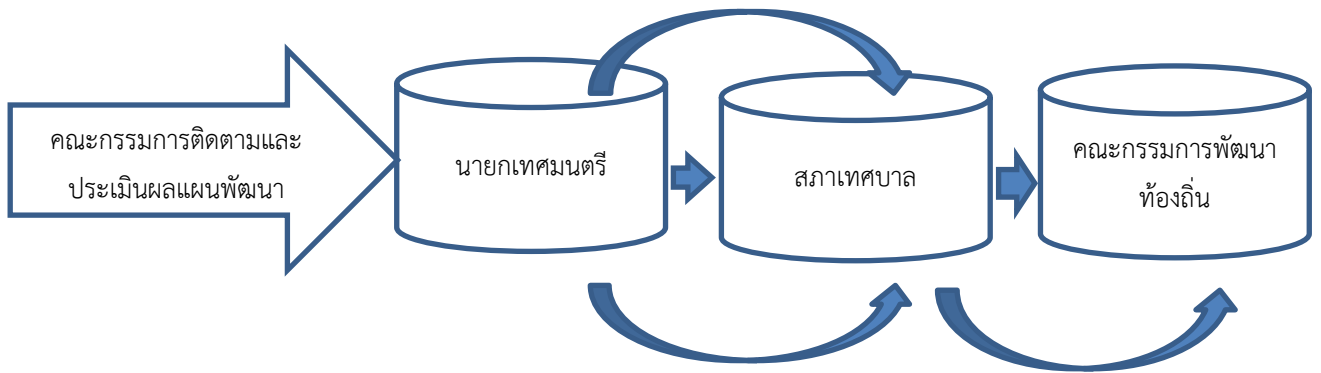 คณะกรรมการติดตามและ
ประเมินผลแผนพัฒนา
นายกเทศมนตรี
สภาเทศบาล
คณะกรรมการพัฒนา
ท้องถิ่น